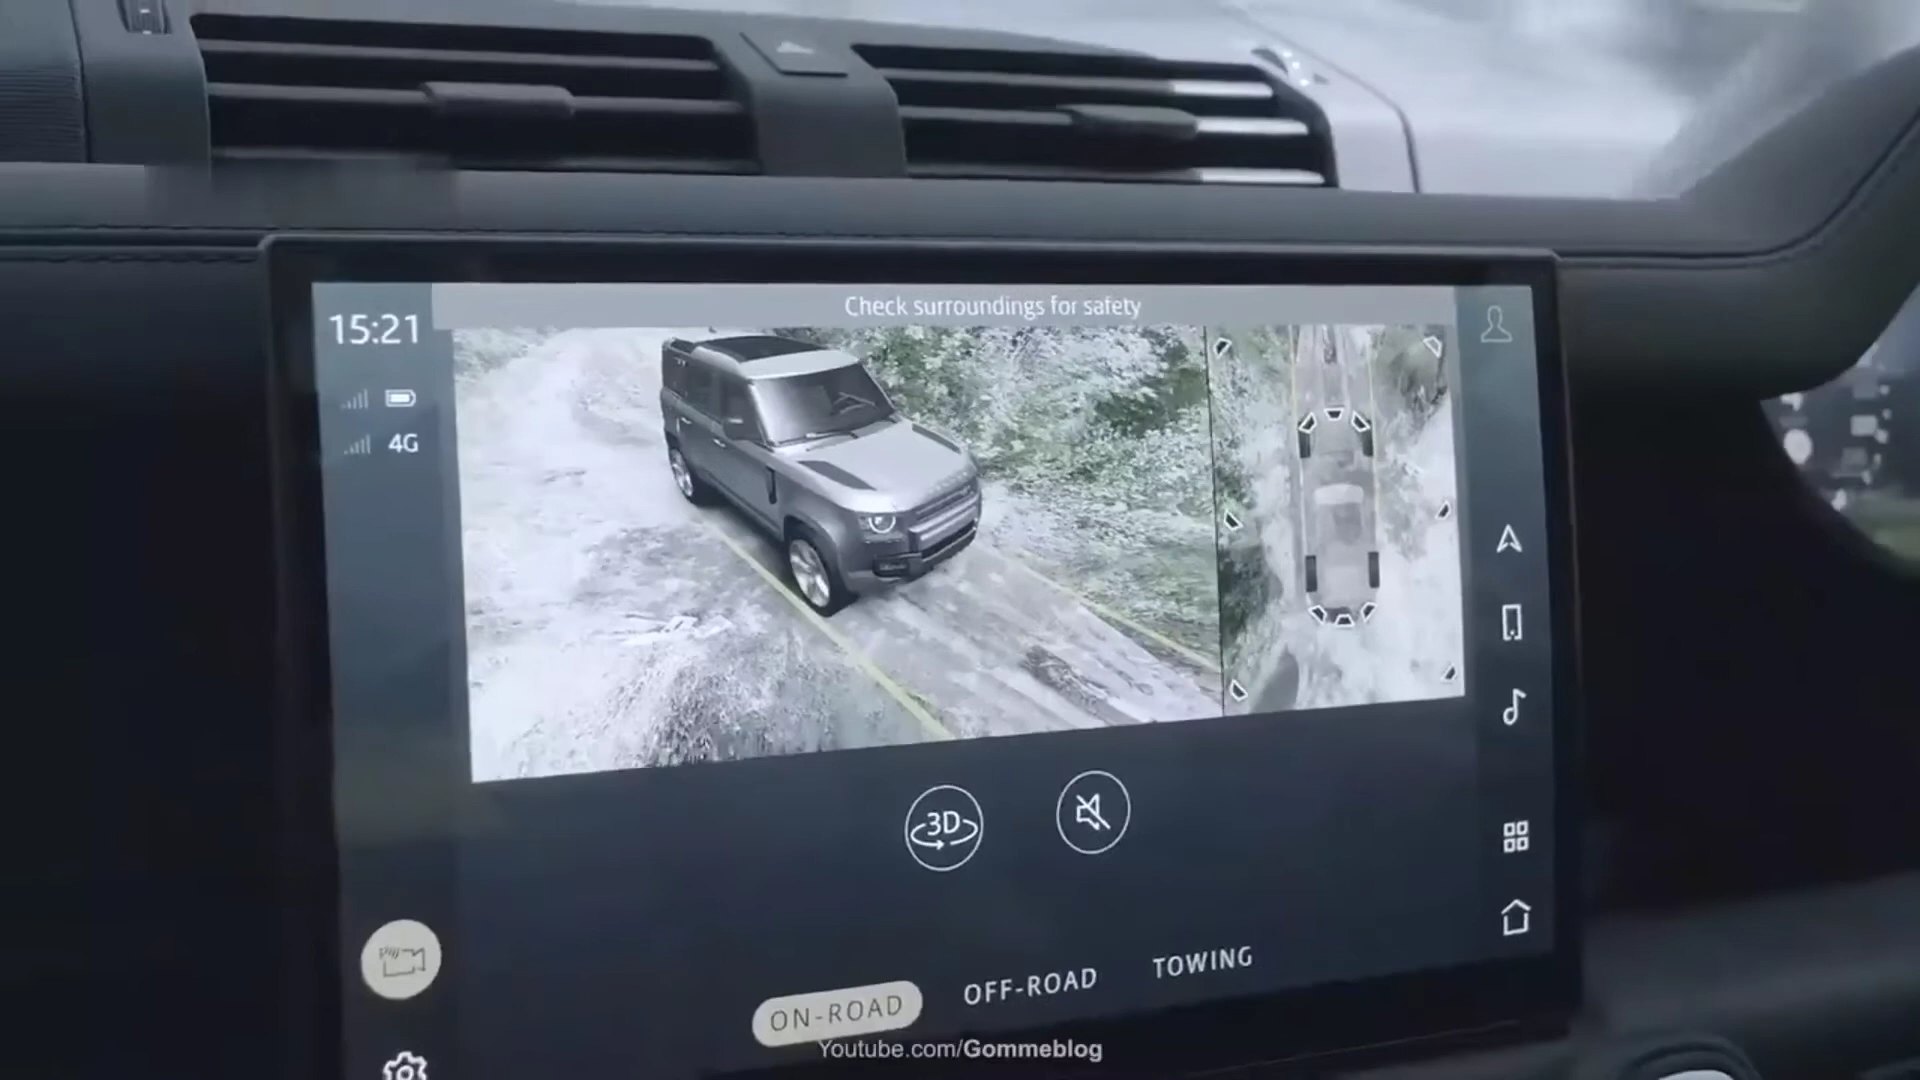 Check surroundings for safety
15:21
4G
3D
ON-ROAD
OFF-ROAD
TOWING
Youtube.com/Gommeblog